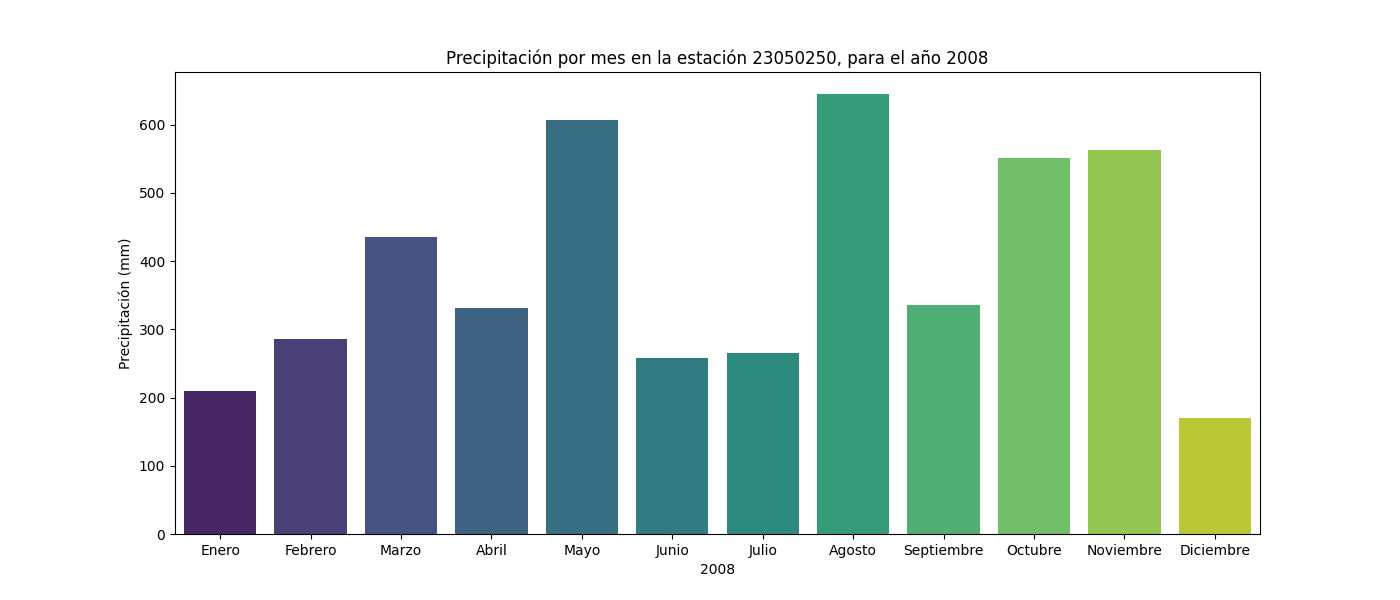 Precipitación por mes en la estación 23050250, para el año 2008
Precipitación (mm)
600
500
400
300
200
100
0
Enero Febrero Marzo Abril Mayo Junio Julio Agosto Septiembre Octubre Noviembre Diciembre
2008